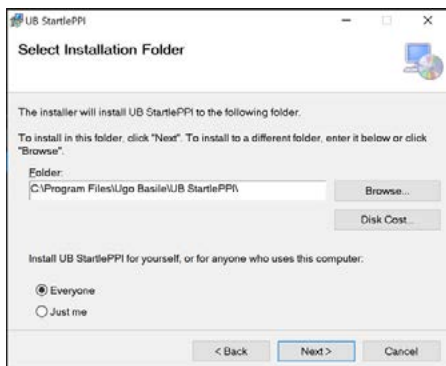 UB StartlePPI
Select Installation Folder
The installer will install UB StartlePPI to the following folder.
To install in this folder, click "Next". To install to a different folder, enter it below or click
"Browse".
Folder:
C:\Program Files\Ugo Basile\UB StartlePPI\
Browse...
Disk Cost...
Install UB StartlePPI for yourself, or for anyone who uses this computer:
Everyone
Just me
< Back
Next >
Cancel